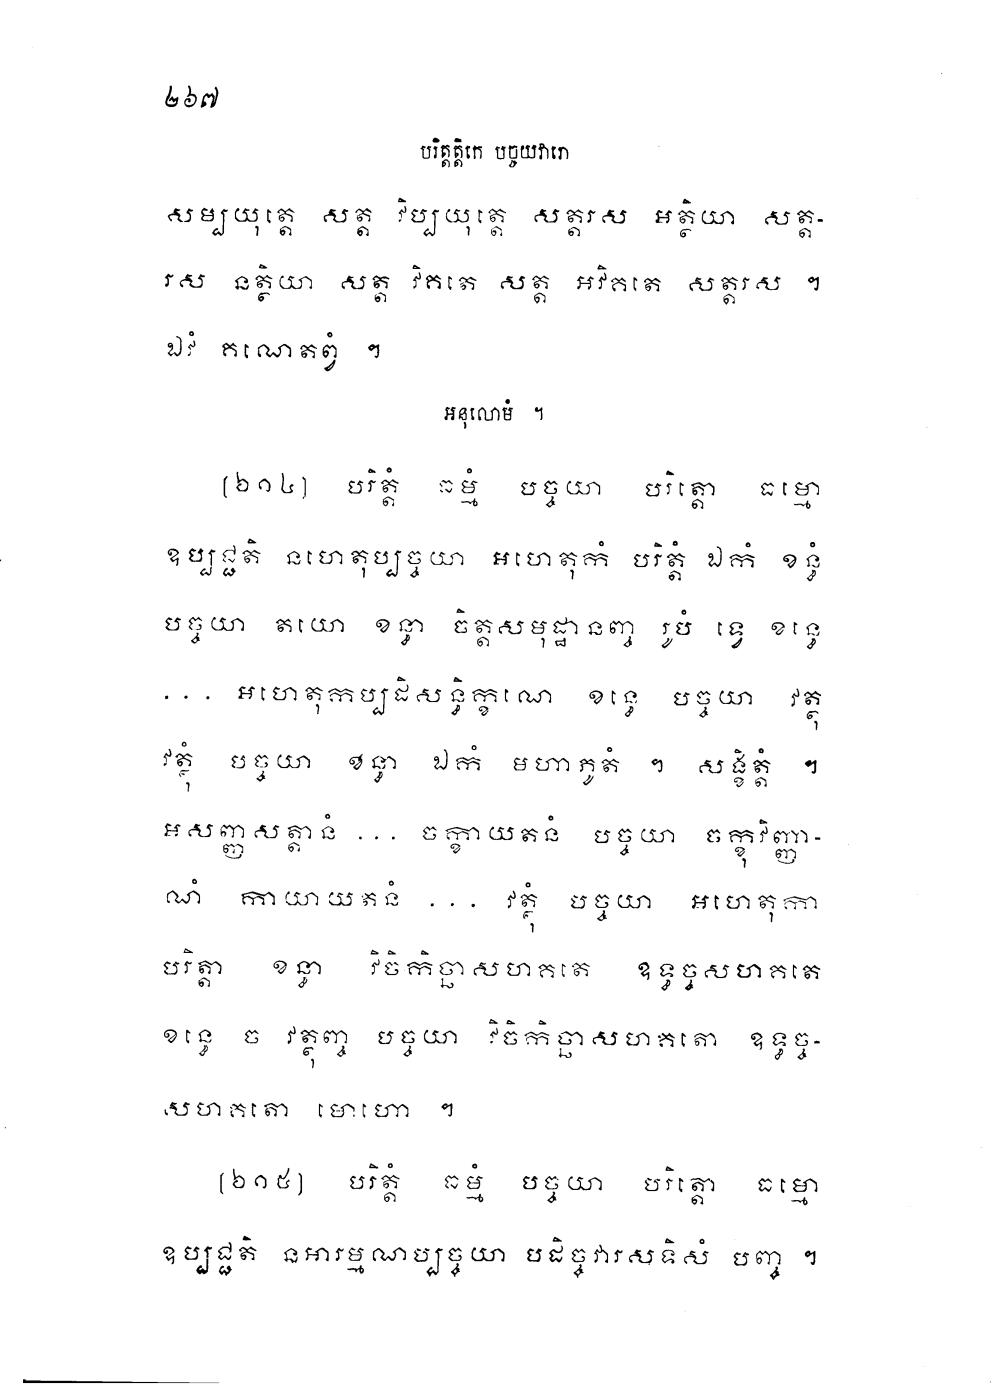 ២៦៧
បរិត្តត្តិកេ បច្ចយវារោ
សម្បយុត្តេ សត្ត វិប្បយុត្តេ សត្តរស អត្ថិយា សត្ត-
រស នត្ថិយា សត្ត វិគតេ សត្ត អវិគតេ សត្តរស ។
ឯវំ គណេតព្វំ ។
អនុលោមំ ។
[៦១៤] បរិត្តំ ធម្មំ បច្ចយា បរិត្តោ ធម្មោ
ឧប្បជ្ជតិ នហេតុប្បច្ចយា អហេតុកំ បរិត្តំ ឯកំ ខន្ធំ
បច្ចយា តយោ ខន្ធា ចិត្តសមុដ្ឋានញ្ច រូបំ ទ្វេ ខន្ធេ
... អហេតុកប្បដិសន្ធិក្ខណេ ខន្ធេ បច្ចយា វត្ថុ
វត្ថុំ បច្ចយា ខន្ធា ឯកំ មហាភូតំ ។ សង្ខិត្តំ ។
អសញ្ញសត្តានំ ... ចក្ខាយតនំ បច្ចយា ចក្ខុវិញ្ញា-
ណំ កាយាយតនំ ... វត្ថុំ បច្ចយា អហេតុកា
បរិត្តា ខន្ធា វិចិកិច្ឆាសហគតេ ឧទ្ធច្ចសហគតេ
ខន្ធេ ច វត្ថុញ្ច បច្ចយា វិចិកិច្ឆាសហគតោ ឧទ្ធច្ច-
សហគតោ មោហោ ។
[៦១៥] បរិត្តំ ធម្មំ បច្ចយា បរិត្តោ ធម្មោ
ឧប្បជ្ជតិ នអារម្មណប្បច្ចយា បដិច្ចវារសទិសំ បញ្ច ។